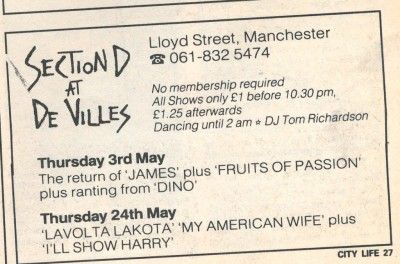 SECTION D
AT
DE VILLES
Lloyd Street, Manchester
☎ 061-832 5474
No membership required
All Shows only £1 before 10.30 pm,
£1.25 afterwards
Dancing until 2 am ★ DJ Tom Richardson
Thursday 3rd May
The return of 'JAMES' plus 'FRUITS OF PASSION'
plus ranting from 'DINO'
Thursday 24th May
'LAVOLTA LAKOTA' 'MY AMERICAN WIFE' plus
'I'LL SHOW HARRY'
CITY LIFE 27